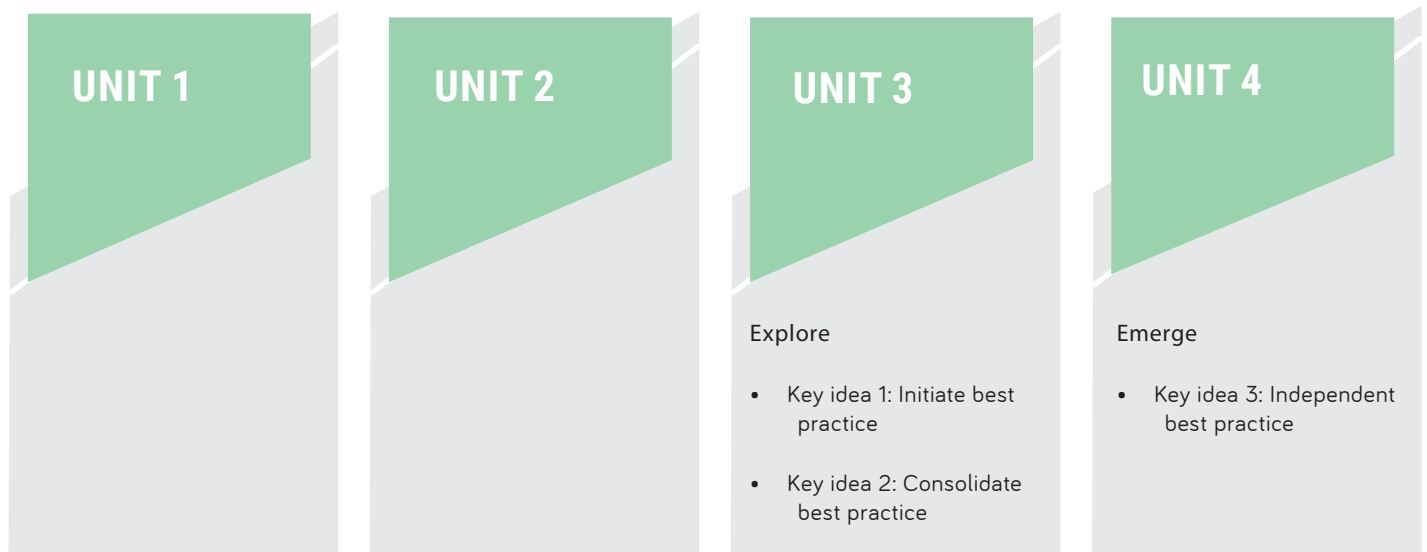 UNIT 1
UNIT 2
UNIT 3
Explore
• Key idea 1: Initiate best
practice
• Key idea 2: Consolidate
best practice
UNIT 4
Emerge
• Key idea 3: Independent
best practice